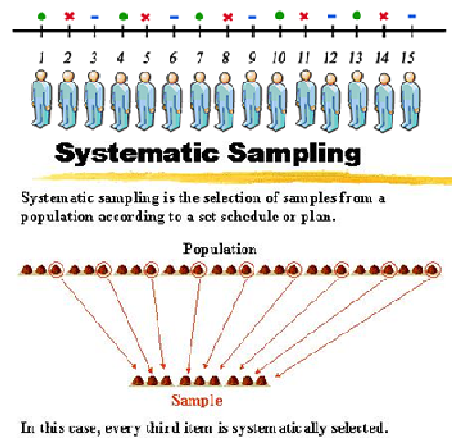 1 2 3 4 5 6 7 8 9 10 11 12 13 14 15
Systematic Sampling
Systematic sampling is the selection of samples from a
population according to a set schedule or plan.
Population
Sample
In this case, every third item is systematically selected.